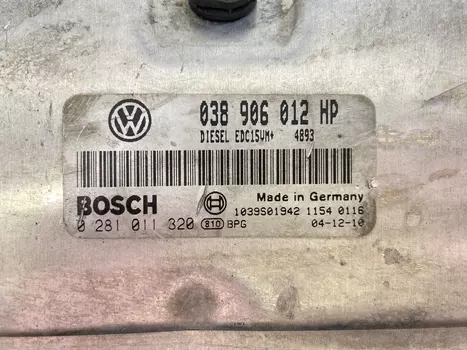 038 906 012 HP
DIESEL EDC15VM+ 4893
BOSCH
Made in Germany
1039S01942 1154 0116
0 281 011 320 810 BPG
04-12-10